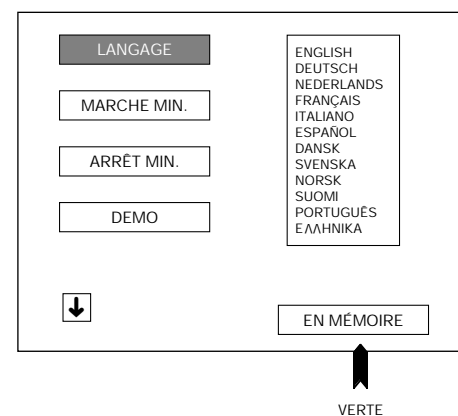 LANGAGE
MARCHE MIN.
ARRÊT MIN.
DEMO
ENGLISH
DEUTSCH
NEDERLANDS
FRANÇAIS
ITALIANO
ESPAÑOL
DANSK
SVENSKA
NORSK
SUOMI
PORTUGUÊS
ΕΛΛΗΝΙΚΑ
EN MÉMOIRE
VERTE